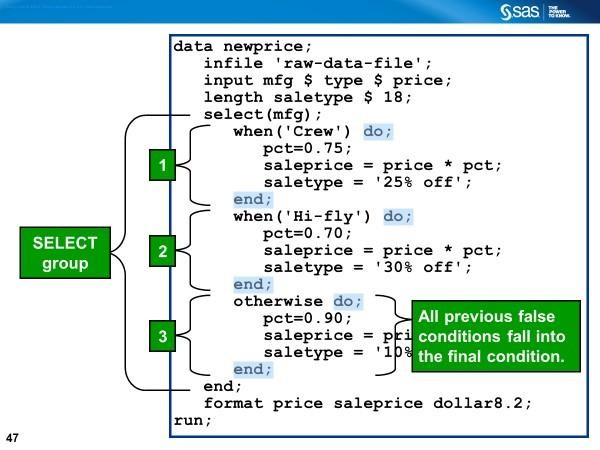 sas THE POWER TO KNOW.
data newprice;
infile 'raw-data-file';
input mfg $ type $ price;
length saletype $ 18;
select(mfg);
when('Crew') do;
pct=0.75;
saleprice = price * pct;
saletype = '25% off';
end;
when('Hi-fly') do;
pct=0.70;
saleprice = price * pct;
saletype = '30% off';
end;
otherwise do;
pct=0.90;
saleprice = pri
saletype = '10%
end;
end;
format price saleprice dollar8.2;
run;
1
2
3
SELECT
group
All previous false
conditions fall into
the final condition.
47